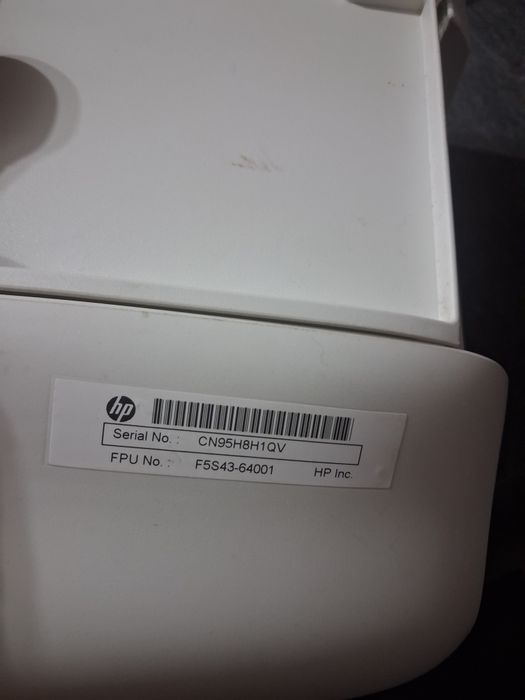 hp
Serial No. : CN95H8H1QV
FPU No. : F5S43-64001 HP Inc.